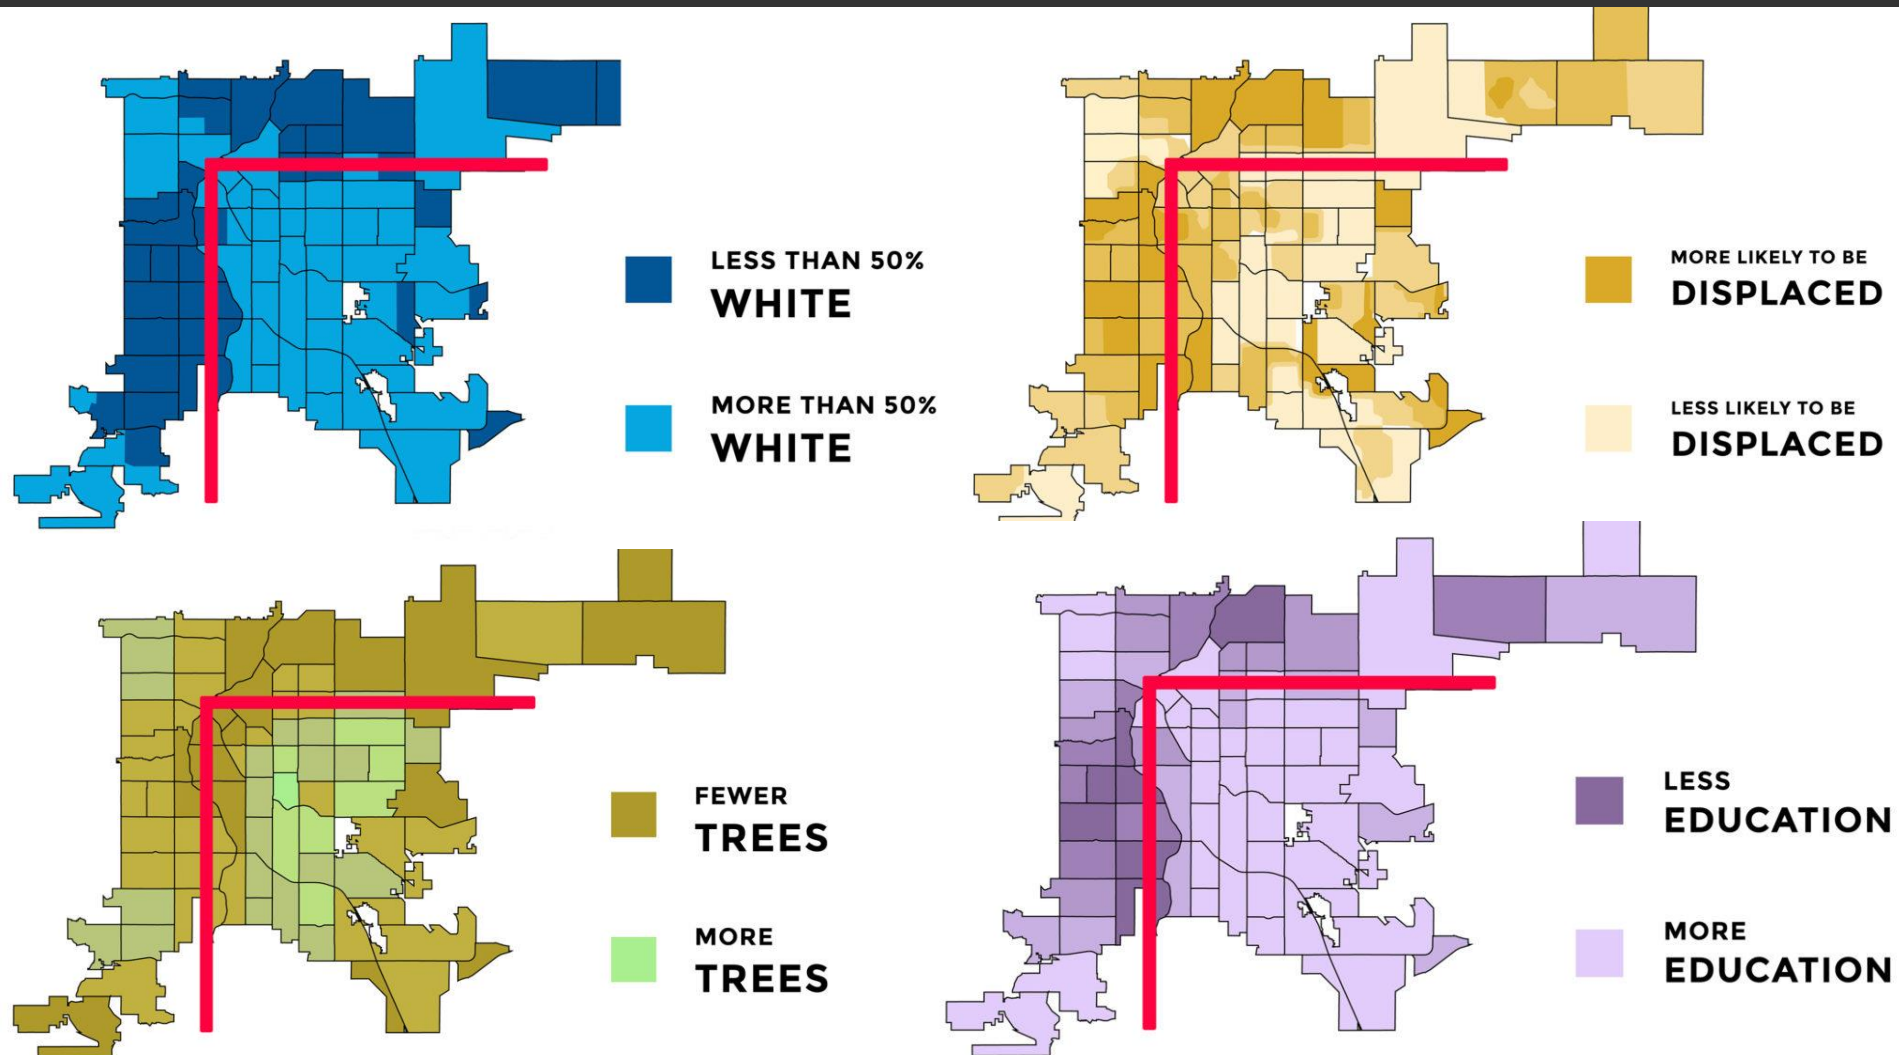 LESS THAN 50%
WHITE
MORE THAN 50%
WHITE
MORE LIKELY TO BE
DISPLACED
LESS LIKELY TO BE
DISPLACED
FEWER
TREES
MORE
TREES
LESS
EDUCATION
MORE
EDUCATION